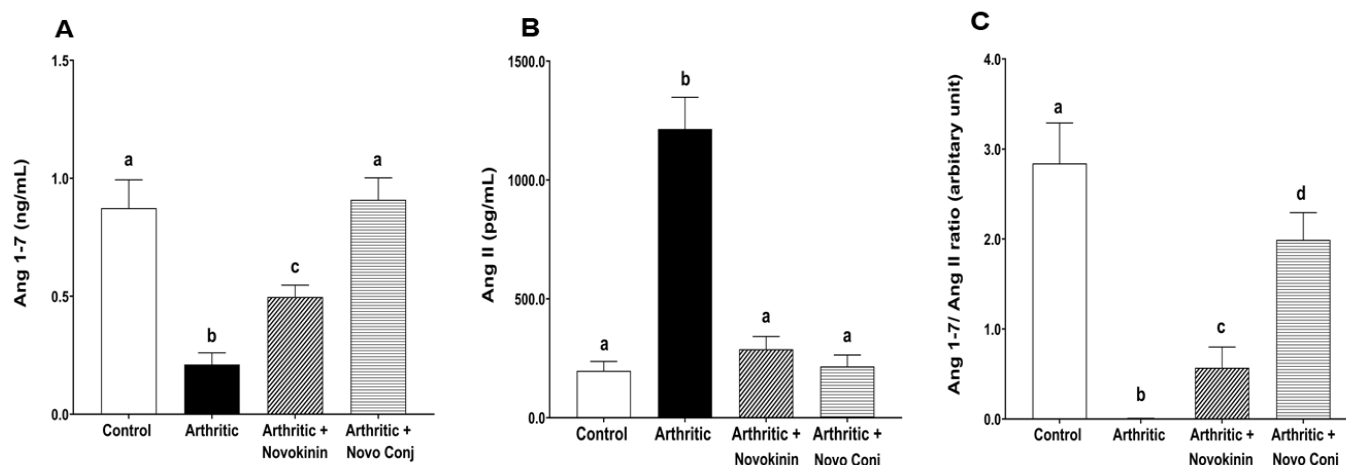 A
Ang 1-7 (ng/mL)
1.5
1.0
0.5
0.0
a
b
c
a
Control
Arthritic
Arthritic +
Novokinin
Arthritic +
Novo Conj
B
Ang II (pg/mL)
1500.0
1000.0
500.0
0.0
a
b
a
a
Control
Arthritic
Arthritic +
Novokinin
Arthritic +
Novo Conj
C
Ang 1-7/ Ang II ratio (arbitary unit)
4.0
3.0
2.0
1.0
0.0
a
b
c
d
Control
Arthritic
Arthritic +
Novokinin
Arthritic +
Novo Conj